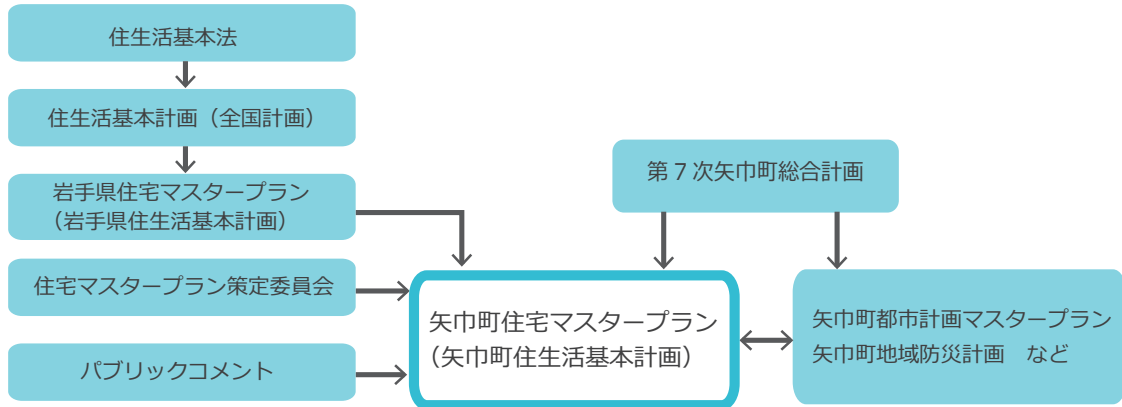 住生活基本法
住生活基本計画（全国計画）
岩手県住宅マスタープラン
（岩手県住生活基本計画）
住宅マスタープラン策定委員会
パブリックコメント
第７次矢巾町総合計画
矢巾町住宅マスタープラン
（矢巾町住生活基本計画）
矢巾町都市計画マスタープラン
矢巾町地域防災計画　など